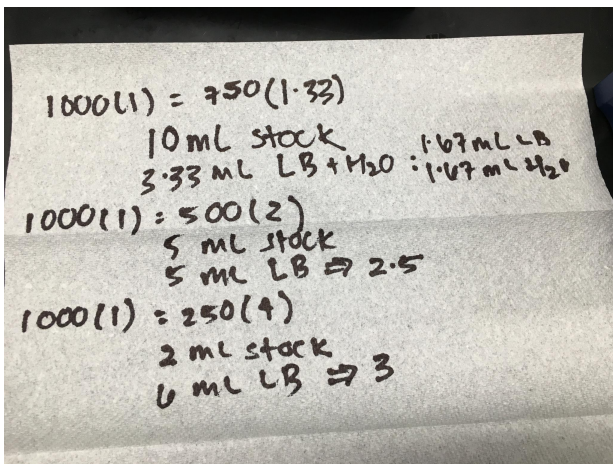 1000(1) = 750(1.33)
10 mL stock
3.33 mL LB + H2O : 1.67 mL LB
1.67 mL H2O
1000(1) = 500(2)
5 mL stock
5 mL LB ⇒ 2.5
1000(1) = 250(4)
2 mL stock
6 mL LB ⇒ 3